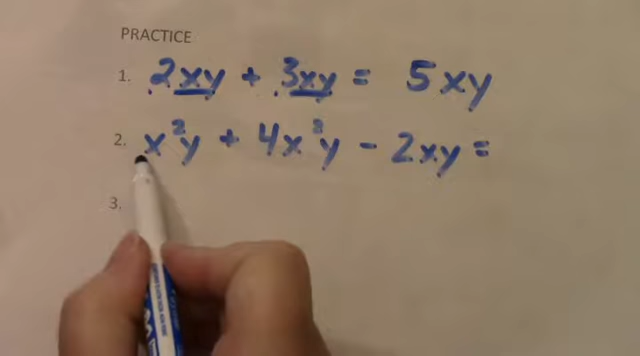 PRACTICE
1. 2xy + 3xy = 5xy
2. x²y + 4x²y - 2xy =
3.